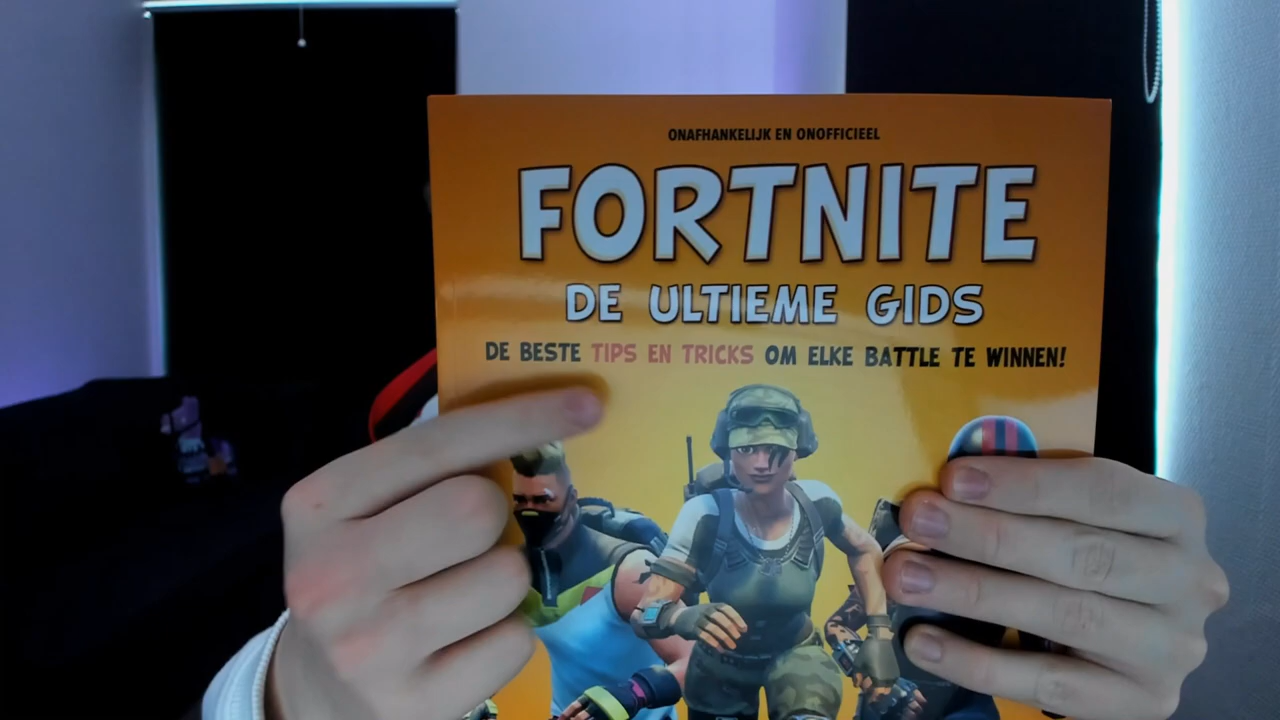 ONAFHANKELIJK EN ONOFFICIEEL
FORTNITE
DE ULTIEME GIDS
DE BESTE TIPS EN TRICKS OM ELKE BATTLE TE WINNEN!